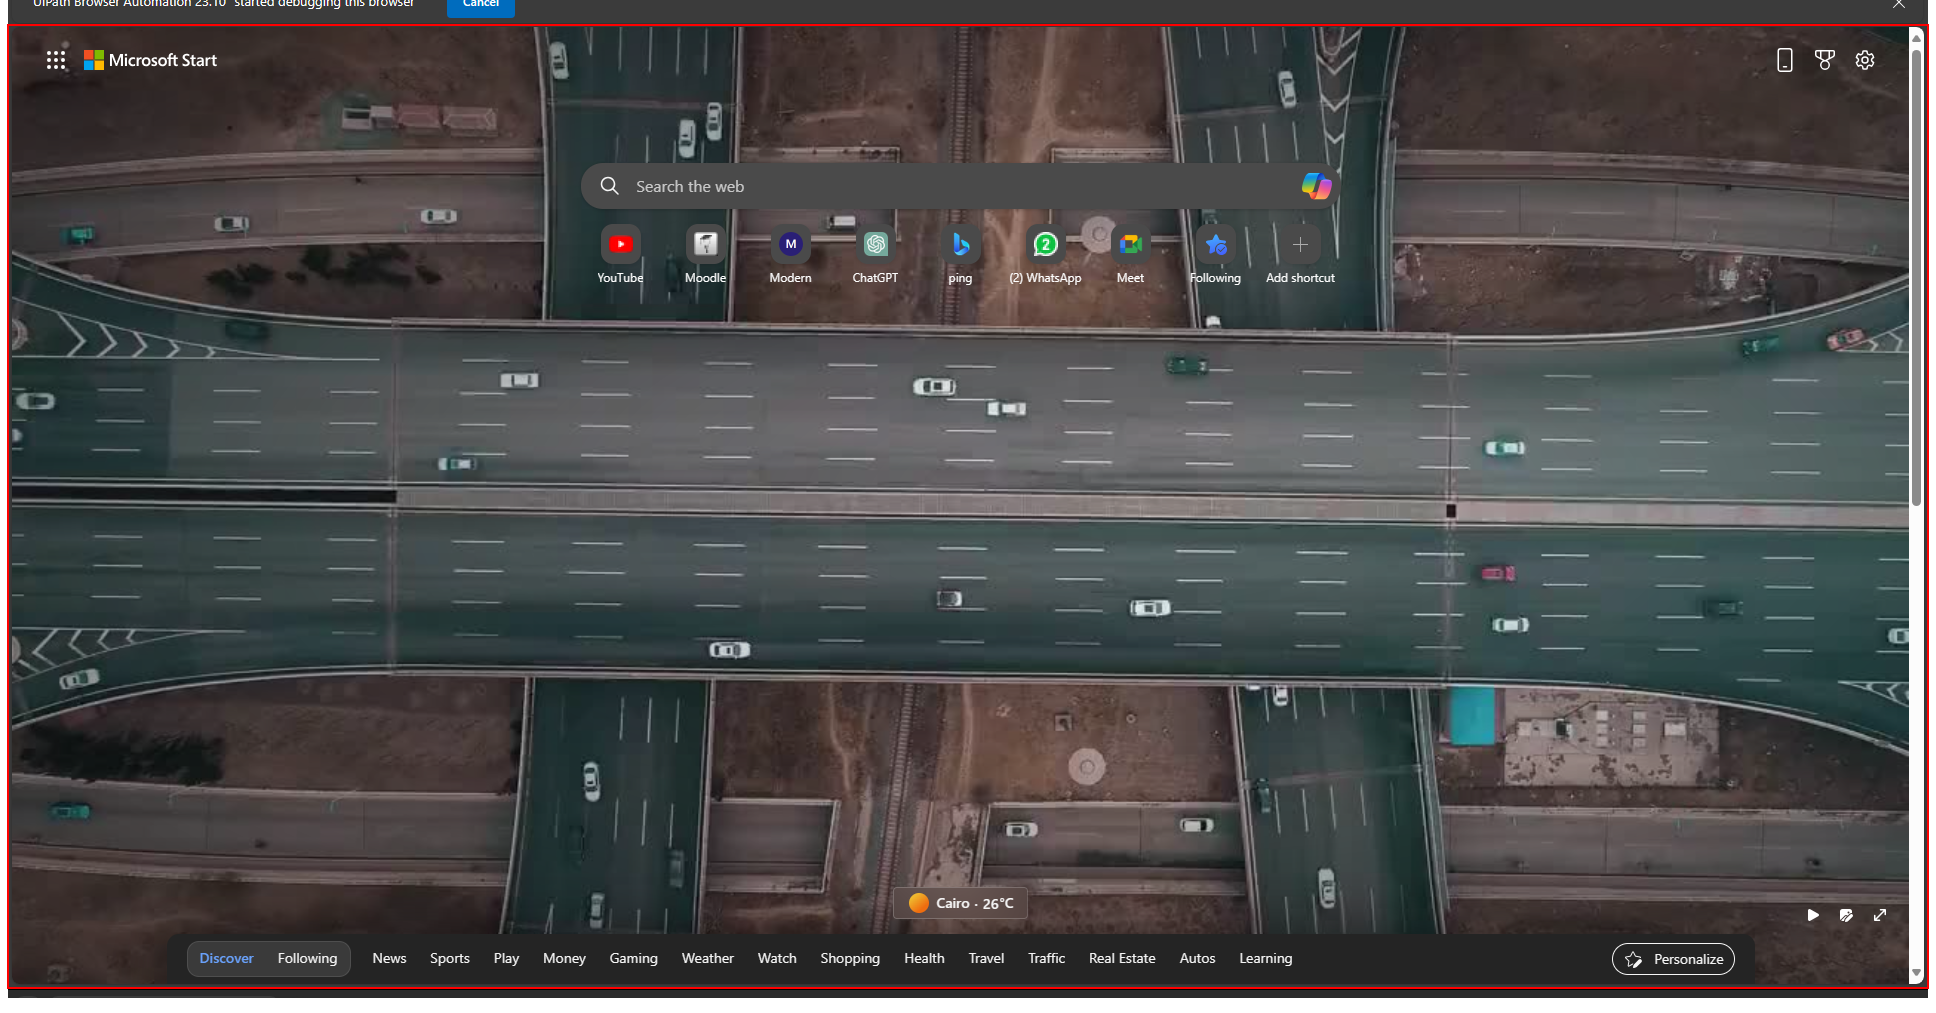 UiPath Browser Automation 23.10" started debugging this browser
Cancel
Microsoft Start
Search the web
YouTube
Moodle
M
Modern
ChatGPT
ping
2
(2) WhatsApp
Meet
Following
Add shortcut
Cairo · 26°C
Discover
Following
News
Sports
Play
Money
Gaming
Weather
Watch
Shopping
Health
Travel
Traffic
Real Estate
Autos
Learning
Personalize